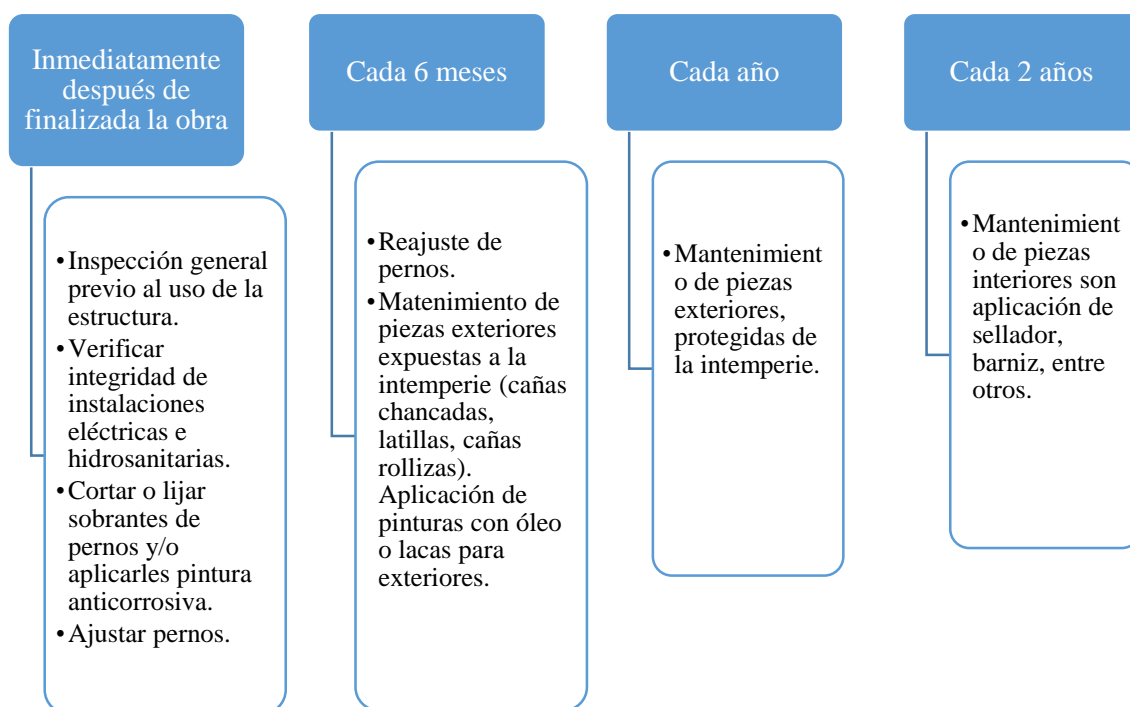 Inmediatamente
después de
finalizada la obra
•Inspección general
previo al uso de la
estructura.
•Verificar
integridad de
instalaciones
eléctricas e
hidrosanitarias.
•Cortar o lijar
sobrantes de
pernos y/o
aplicarles pintura
anticorrosiva.
•Ajustar pernos.
Cada 6 meses
•Reajuste de
pernos.
•Matenimiento de
piezas exteriores
expuestas a la
intemperie (cañas
chancadas,
latillas, cañas
rollizas).
Aplicación de
pinturas con óleo
o lacas para
exteriores.
Cada año
•Mantenimient
o de piezas
exteriores,
protegidas de
la intemperie.
Cada 2 años
•Mantenimient
o de piezas
interiores son
aplicación de
sellador,
barniz, entre
otros.